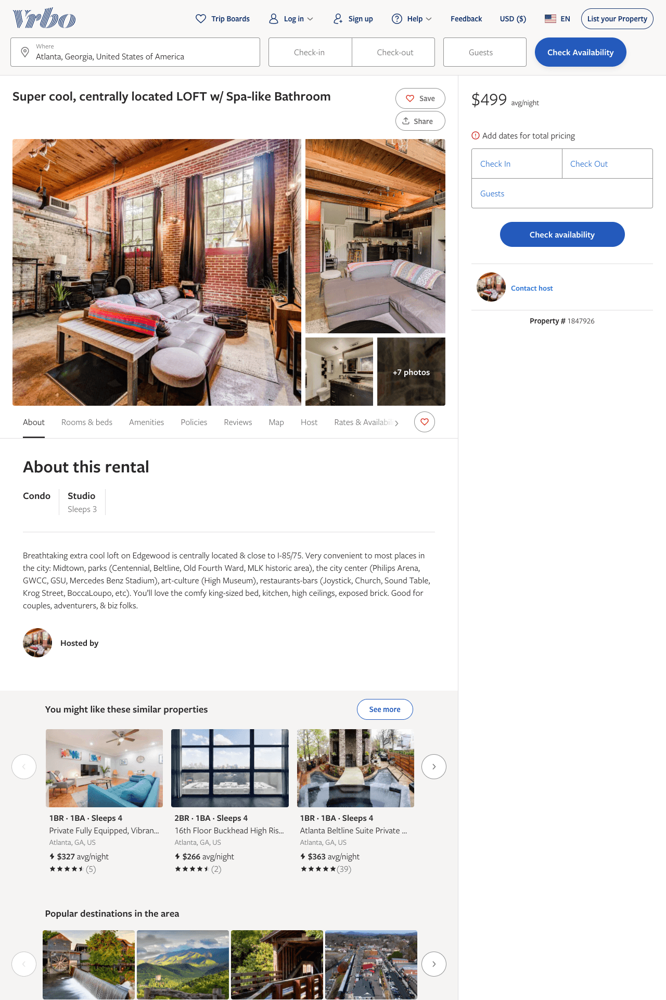 Vrbo
Trip Boards
Log in
Sign up
Help
Feedback
USD ($)
EN
List your Property
Where
Atlanta, Georgia, United States of America
Check-in
Check-out
Guests
Check Availability
Super cool, centrally located LOFT w/ Spa-like Bathroom
Save
Share
+7 photos
$499 avg/night
Add dates for total pricing
Check In
Check Out
Guests
Check availability
Contact host
Property # 1847926
About
Rooms & beds
Amenities
Policies
Reviews
Map
Host
Rates & Availabili
About this rental
Condo
Studio
Sleeps 3
Breathtaking extra cool loft on Edgewood is centrally located & close to I-85/75. Very convenient to most places in
the city: Midtown, parks (Centennial, Beltline, Old Fourth Ward, MLK historic area), the city center (Philips Arena,
GWCC, GSU, Mercedes Benz Stadium), art-culture (High Museum), restaurants-bars (Joystick, Church, Sound Table,
Krog Street, BoccaLoupo, etc). You’ll love the comfy king-sized bed, kitchen, high ceilings, exposed brick. Good for
couples, adventurers, & biz folks.
Hosted by
You might like these similar properties
See more
1BR · 1BA · Sleeps 4
Private Fully Equipped, Vibran...
Atlanta, GA, US
$327 avg/night
(5)
2BR · 1BA · Sleeps 4
16th Floor Buckhead High Ris...
Atlanta, GA, US
$266 avg/night
(2)
1BR · 1BA · Sleeps 4
Atlanta Beltline Suite Private ...
Atlanta, GA, US
$363 avg/night
(39)
Popular destinations in the area